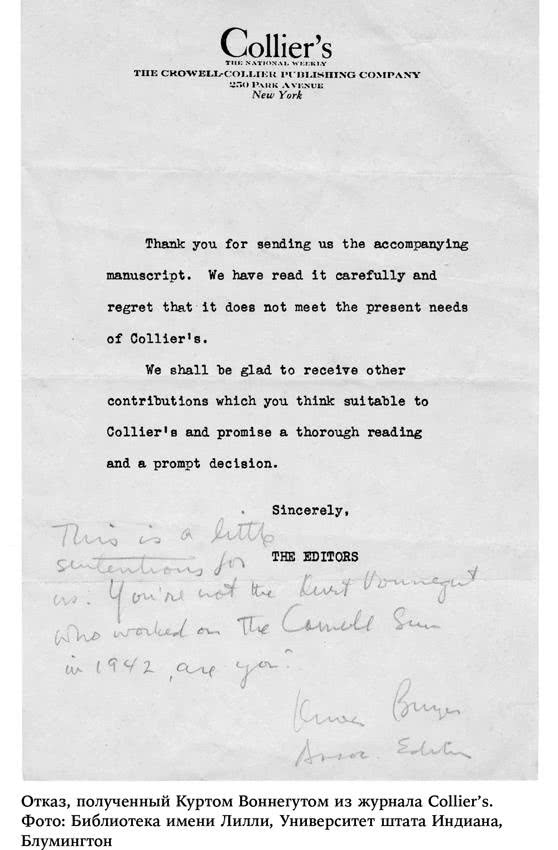 Collier's
THE NATIONAL WEEKLY
THE CROWELL-COLLIER PUBLISHING COMPANY
250 PARK AVENUE
New York
Thank you for sending us the accompanying
manuscript. We have read it carefully and
regret that it does not meet the present needs
of Collier's.
We shall be glad to receive other
contributions which you think suitable to
Collier's and promise a thorough reading
and a prompt decision.
Sincerely,
THE EDITORS
This is a little
sententious for
us. You're not the Kurt Vonnegut
who worked on The Cornell Sun
in 1942, are you?
Knox Burger
Assoc. Editor
Отказ, полученный Куртом Воннегутом из журнала Collier's.
Фото: Библиотека имени Лилли, Университет штата Индиана,
Блумингтон